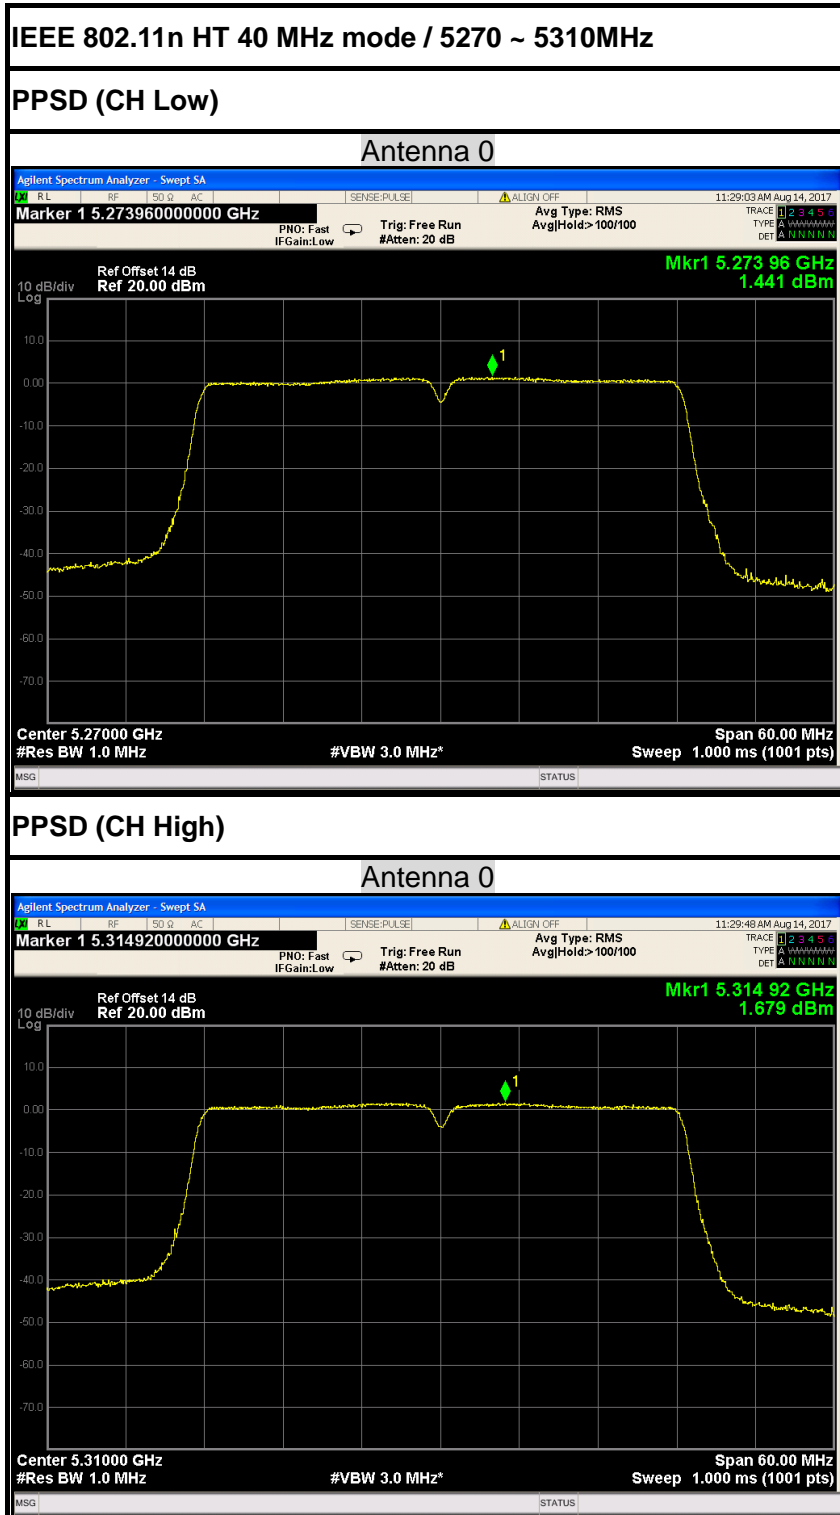 IEEE 802.11n HT 40 MHz mode / 5270 ~ 5310MHz
PPSD (CH Low)
Antenna 0
Agilent Spectrum Analyzer - Swept SA
LXI RL RF 50 Ω AC SENSE:PULSE ALIGN OFF 11:29:03 AM Aug 14, 2017
Marker 1 5.273960000000 GHz Avg Type: RMS TRACE 1 2 3 4 5 6
PNO: Fast Trig: Free Run Avg|Hold:>100/100 TYPE A WWWWW
IFGain:Low #Atten: 20 dB DET A N N N N N
Mkr1 5.273 96 GHz
Ref Offset 14 dB
10 dB/div Ref 20.00 dBm 1.441 dBm
Log
10.0
1
0.00
-10.0
-20.0
-30.0
-40.0
-50.0
-60.0
-70.0
Center 5.27000 GHz Span 60.00 MHz
#Res BW 1.0 MHz #VBW 3.0 MHz* Sweep 1.000 ms (1001 pts)
MSG STATUS
PPSD (CH High)
Antenna 0
Agilent Spectrum Analyzer - Swept SA
LXI RL RF 50 Ω AC SENSE:PULSE ALIGN OFF 11:29:48 AM Aug 14, 2017
Marker 1 5.314920000000 GHz Avg Type: RMS TRACE 1 2 3 4 5 6
PNO: Fast Trig: Free Run Avg|Hold:>100/100 TYPE A WWWWW
IFGain:Low #Atten: 20 dB DET A N N N N N
Mkr1 5.314 92 GHz
Ref Offset 14 dB
10 dB/div Ref 20.00 dBm 1.679 dBm
Log
10.0
1
0.00
-10.0
-20.0
-30.0
-40.0
-50.0
-60.0
-70.0
Center 5.31000 GHz Span 60.00 MHz
#Res BW 1.0 MHz #VBW 3.0 MHz* Sweep 1.000 ms (1001 pts)
MSG STATUS